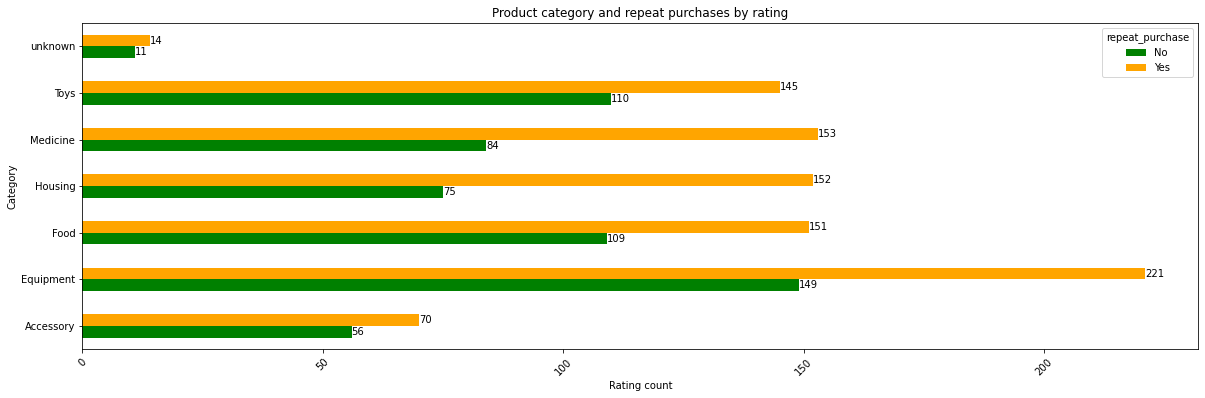 Product category and repeat purchases by rating
repeat_purchase
No
Yes
Category
unknown
14
11
Toys
145
110
Medicine
153
84
Housing
152
75
Food
151
109
Equipment
221
149
Accessory
70
56
0
50
100
150
200
Rating count